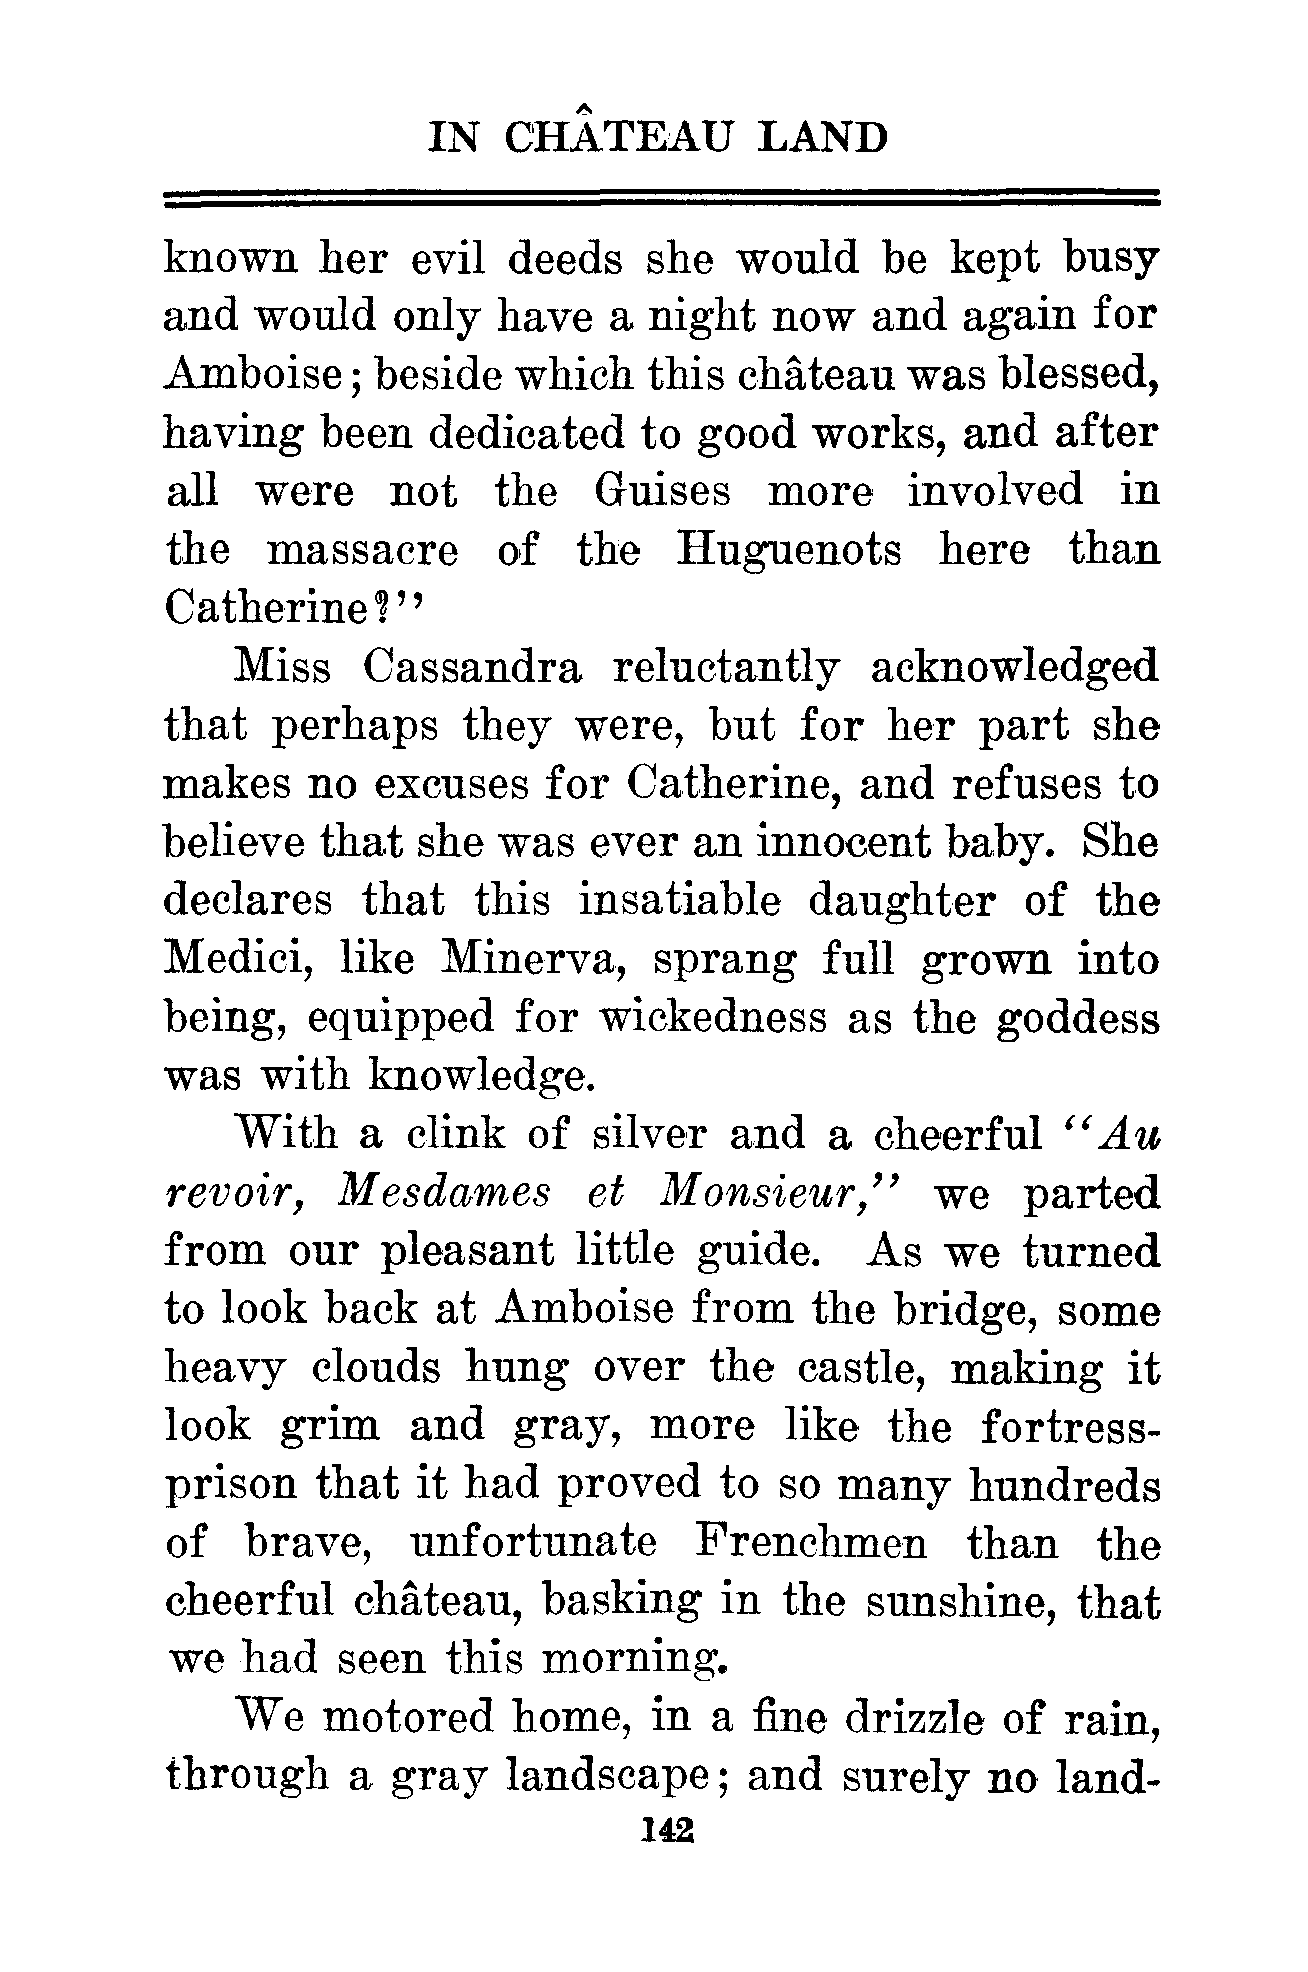 IN CHÂTEAU LAND
known her evil deeds she would be kept busy
and would only have a night now and again for
Amboise; beside which this château was blessed,
having been dedicated to good works, and after
all were not the Guises more involved in
the massacre of the Huguenots here than
Catherine?''
Miss Cassandra reluctantly acknowledged
that perhaps they were, but for her part she
makes no excuses for Catherine, and refuses to
believe that she was ever an innocent baby. She
declares that this insatiable daughter of the
Medici, like Minerva, sprang full grown into
being, equipped for wickedness as the goddess
was with knowledge.
With a clink of silver and a cheerful ‘‘Au
revoir, Mesdames et Monsieur,’’ we parted
from our pleasant little guide. As we turned
to look back at Amboise from the bridge, some
heavy clouds hung over the castle, making it
look grim and gray, more like the fortress-
prison that it had proved to so many hundreds
of brave, unfortunate Frenchmen than the
cheerful château, basking in the sunshine, that
we had seen this morning.
We motored home, in a fine drizzle of rain,
through a gray landscape; and surely no land-
142